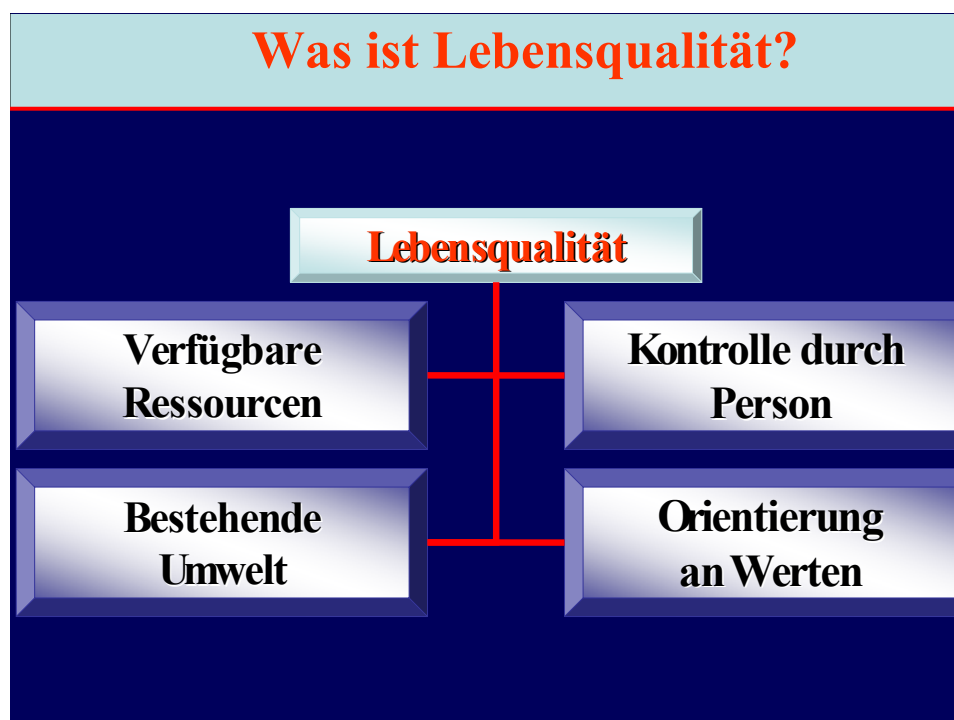 Was ist Lebensqualität?
Lebensqualität
Verfügbare
Ressourcen
Kontrolle durch
Person
Bestehende
Umwelt
Orientierung
an Werten